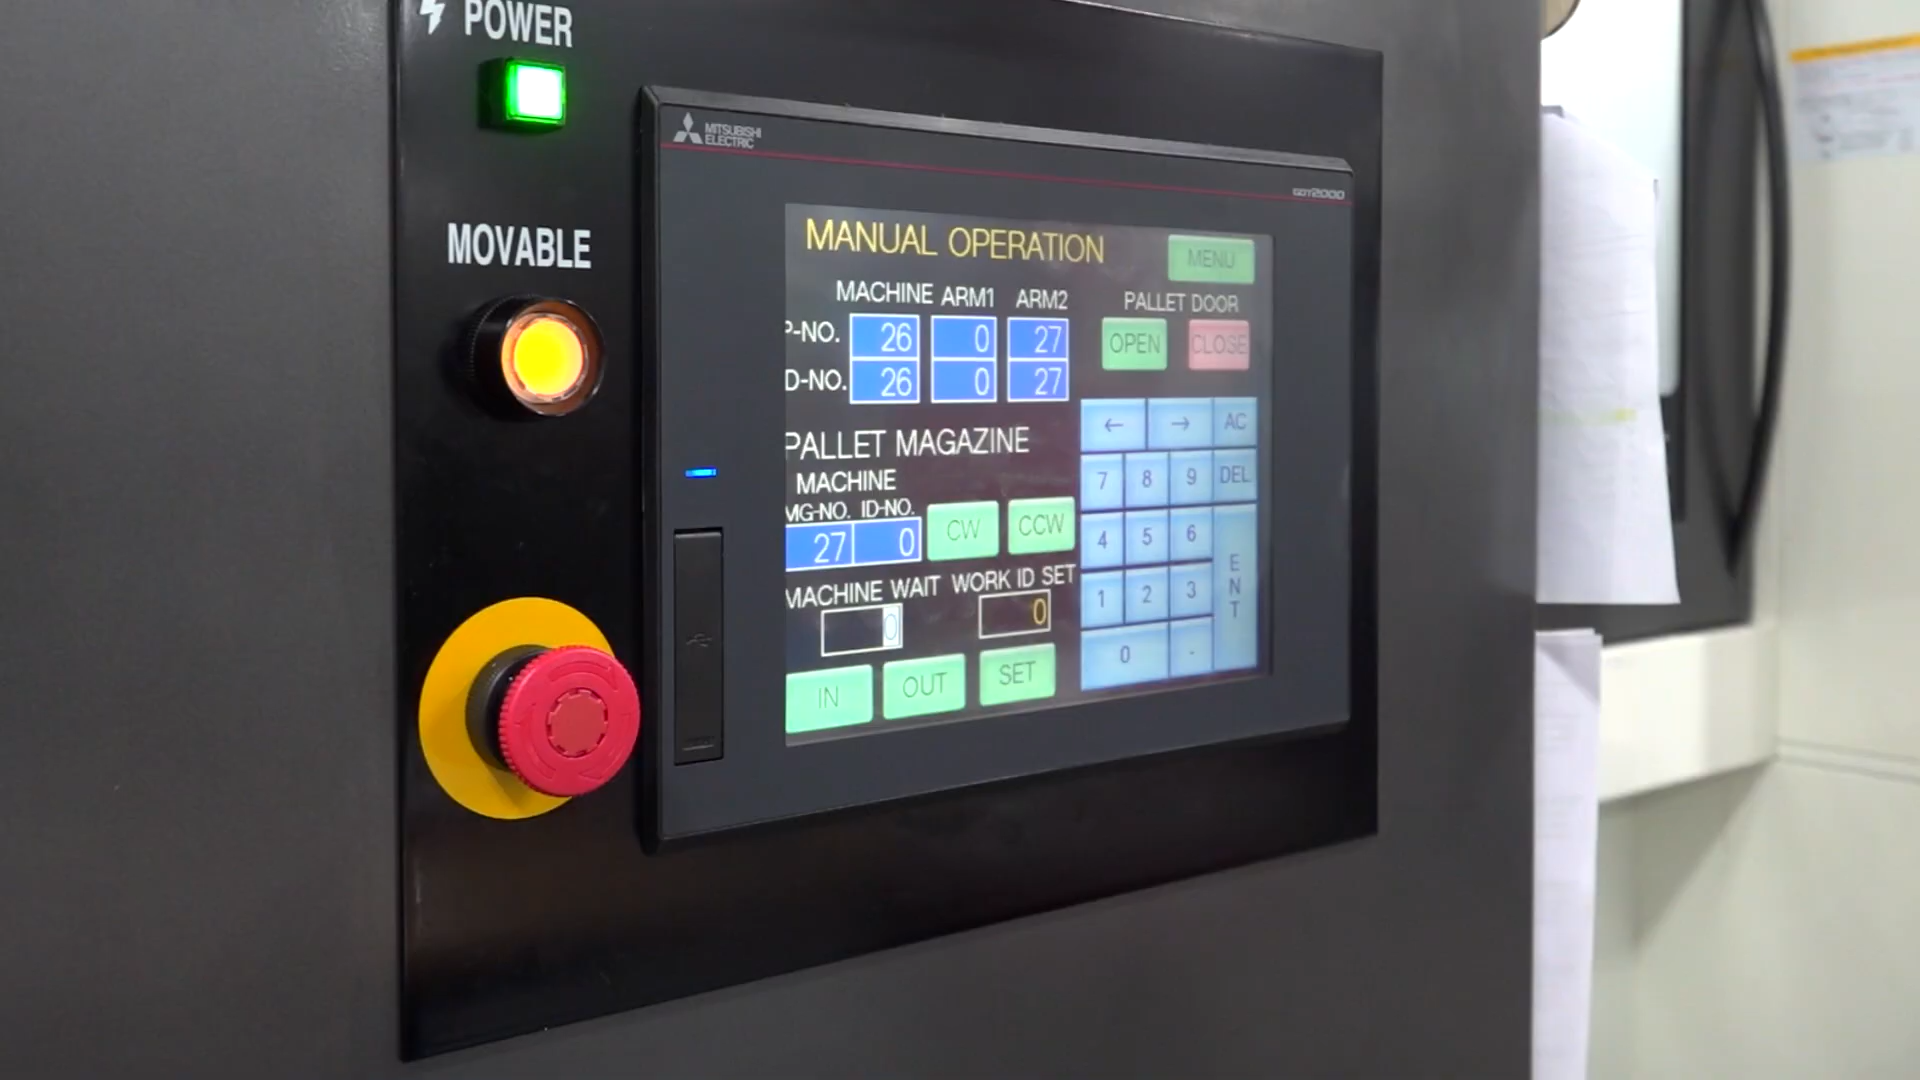 POWER
MITSUBISHI
ELECTRIC
GOT2000
MOVABLE
MANUAL OPERATION
MENU
MACHINE ARM1 ARM2
PALLET DOOR
P-NO. 26 0 27
OPEN CLOSE
D-NO. 26 0 27
← → AC
PALLET MAGAZINE
MACHINE
7 8 9 DEL
MG-NO. ID-NO.
27 0 CW CCW
4 5 6 ENT
MACHINE WAIT WORK ID SET
0 0
1 2 3
IN OUT SET
0 -